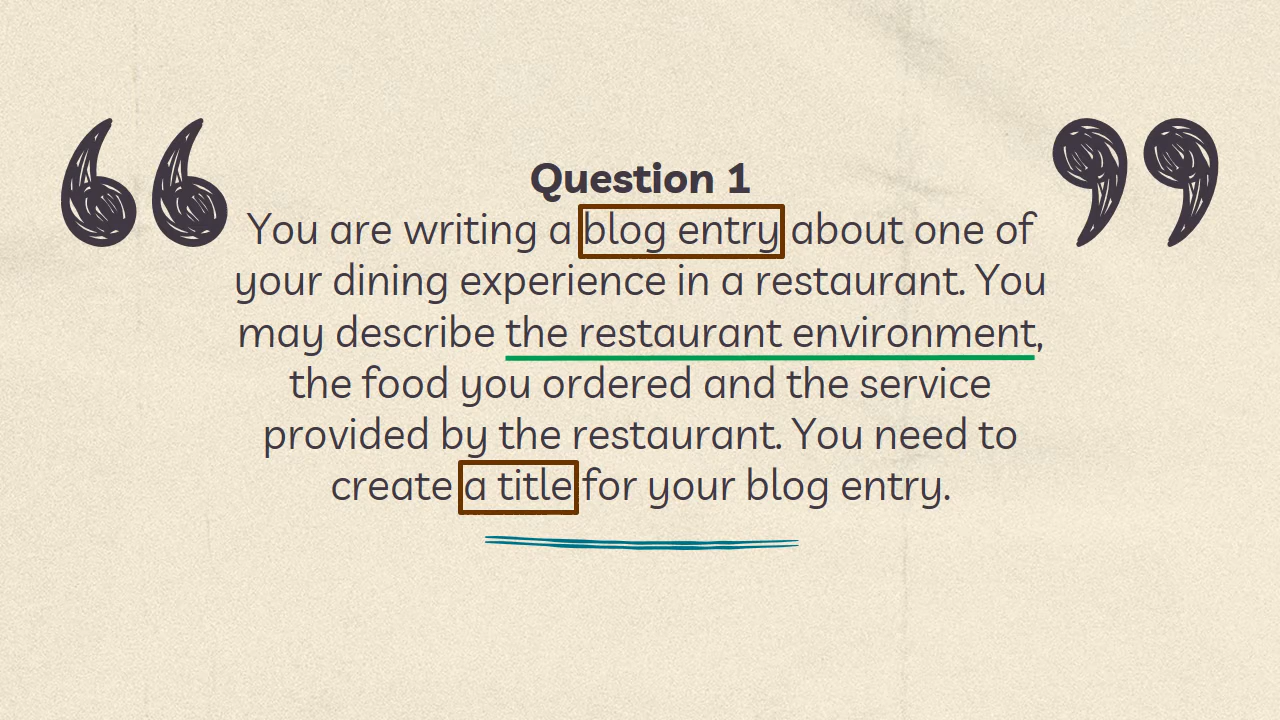 Question 1
You are writing a blog entry about one of
your dining experience in a restaurant. You
may describe the restaurant environment,
the food you ordered and the service
provided by the restaurant. You need to
create a title for your blog entry.